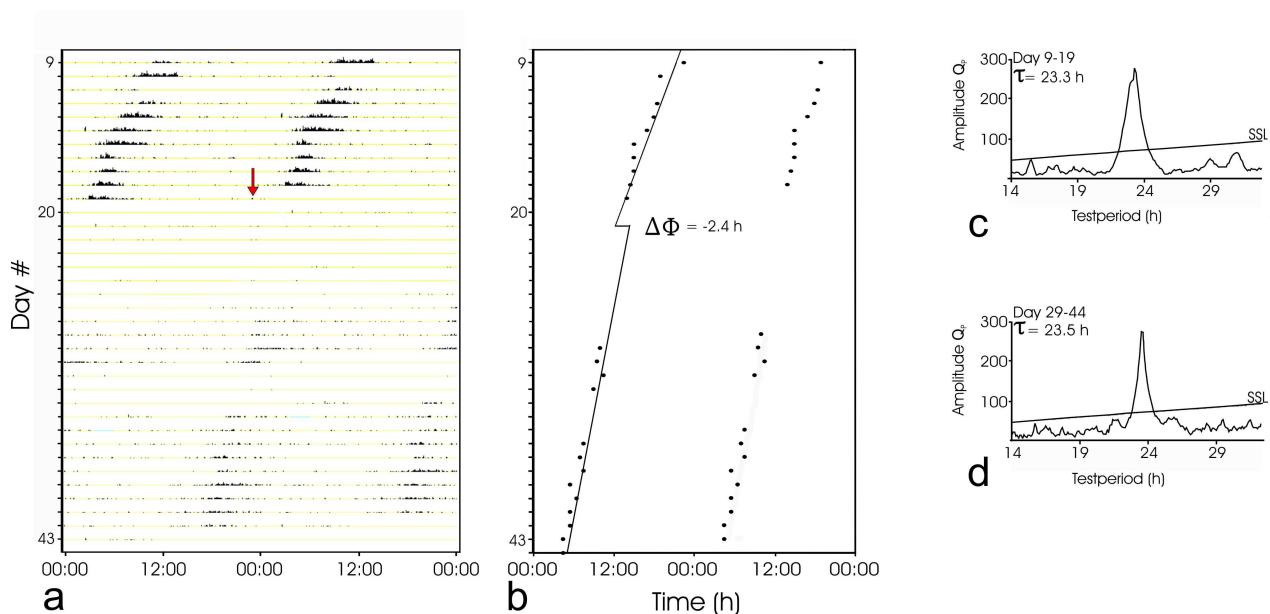 9
20
Day #
43
00:00 12:00 00:00 12:00 00:00
a
9
20
ΔΦ = -2.4 h
43
00:00 12:00 00:00 12:00 00:00
b Time (h)
Day 9-19
τ = 23.3 h
300
200
100
Amplitude Qp
SSL
14 19 24 29
Testperiod (h)
c
Day 29-44
τ = 23.5 h
300
200
100
Amplitude Qp
SSL
14 19 24 29
Testperiod (h)
d